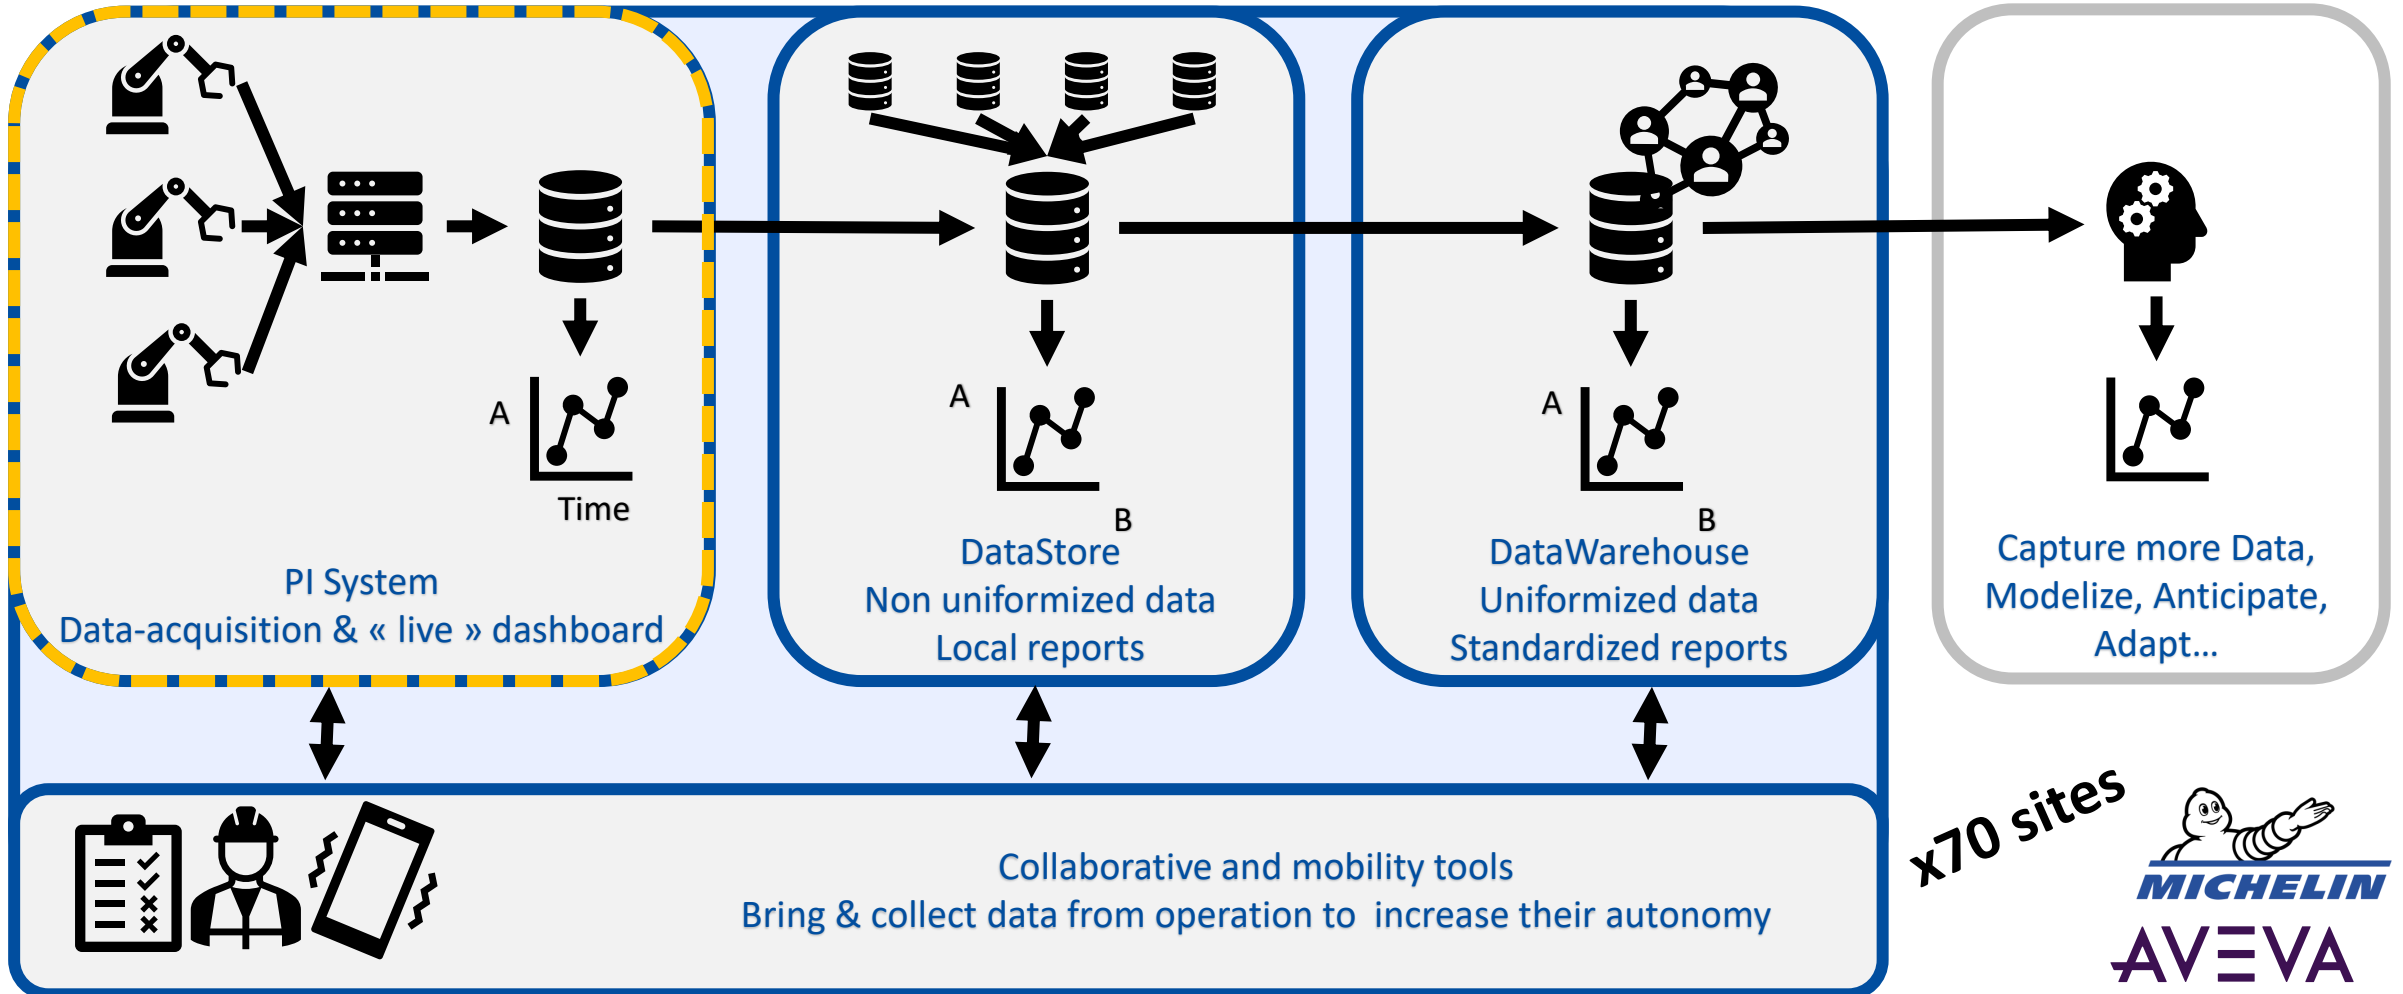 A
Time
PI System
Data-acquisition & « live » dashboard
A
B
DataStore
Non uniformized data
Local reports
A
B
DataWarehouse
Uniformized data
Standardized reports
Capture more Data,
Modelize, Anticipate,
Adapt...
Collaborative and mobility tools
Bring & collect data from operation to  increase their autonomy
x70 sites
MICHELIN
AVEVA